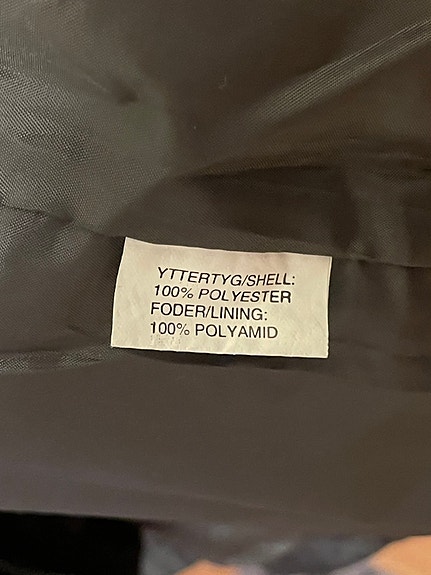 YTTERTYG/SHELL:
100% POLYESTER
FODER/LINING:
100% POLYAMID